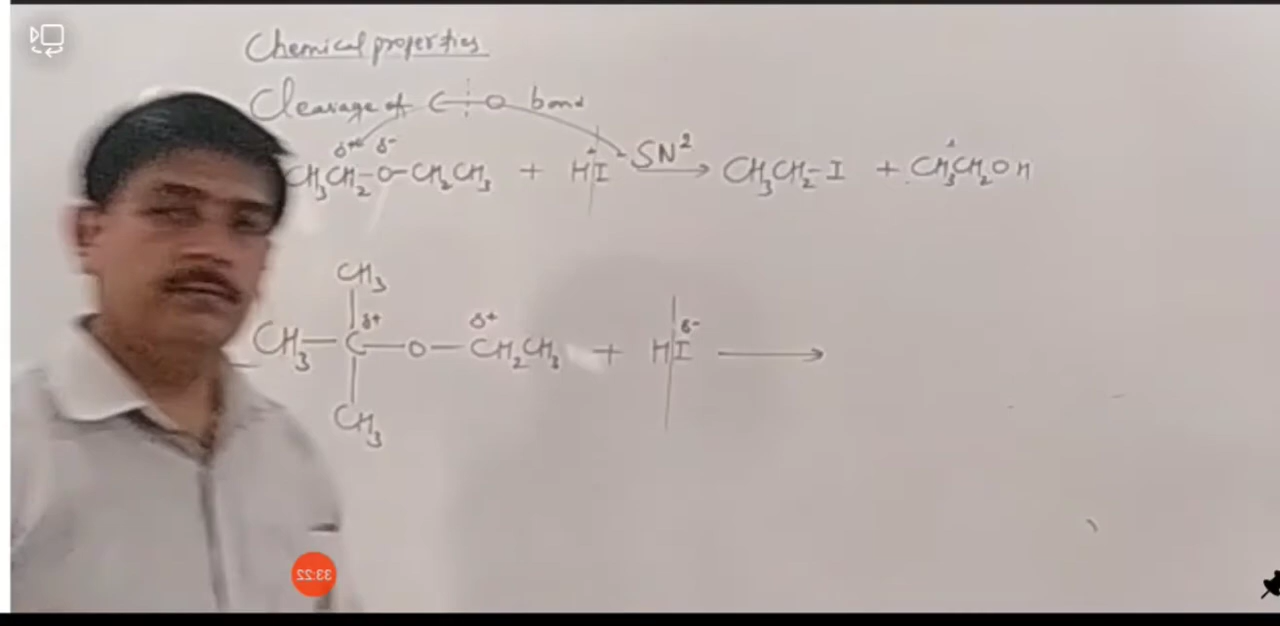 Chemical properties
Cleavage of C—O bond
δ+ δ-
CH₃CH₂-O-CH₂CH₃ + HI SN² → CH₃CH₂-I + CH₃CH₂OH
CH₃
δ+ δ+ δ-
CH₃—C—O—CH₂CH₃ + HI →
CH₃
33:22